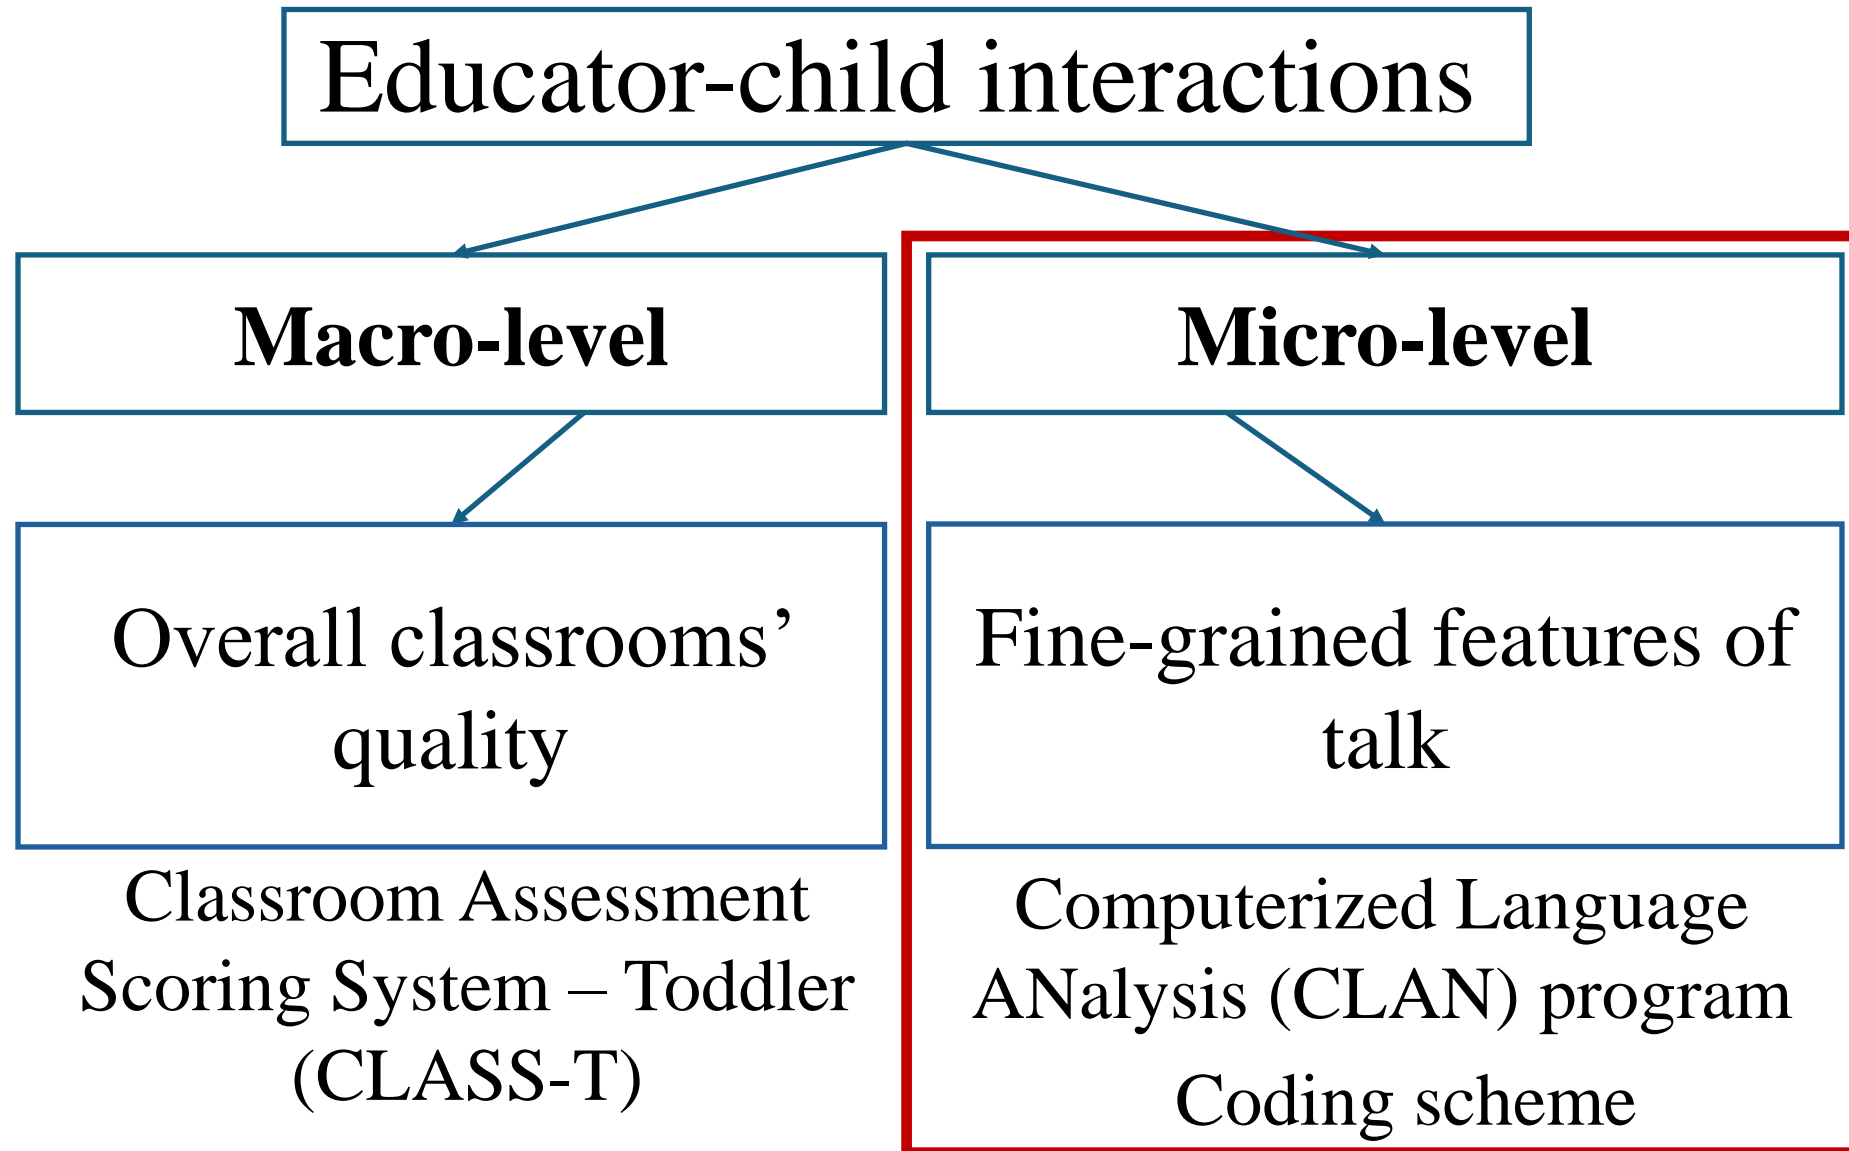 Educator-child interactions
Macro-level
Micro-level
Overall classrooms’
quality
Fine-grained features of
talk
Classroom Assessment
Scoring System – Toddler
(CLASS-T)
Computerized Language
ANalysis (CLAN) program
Coding scheme